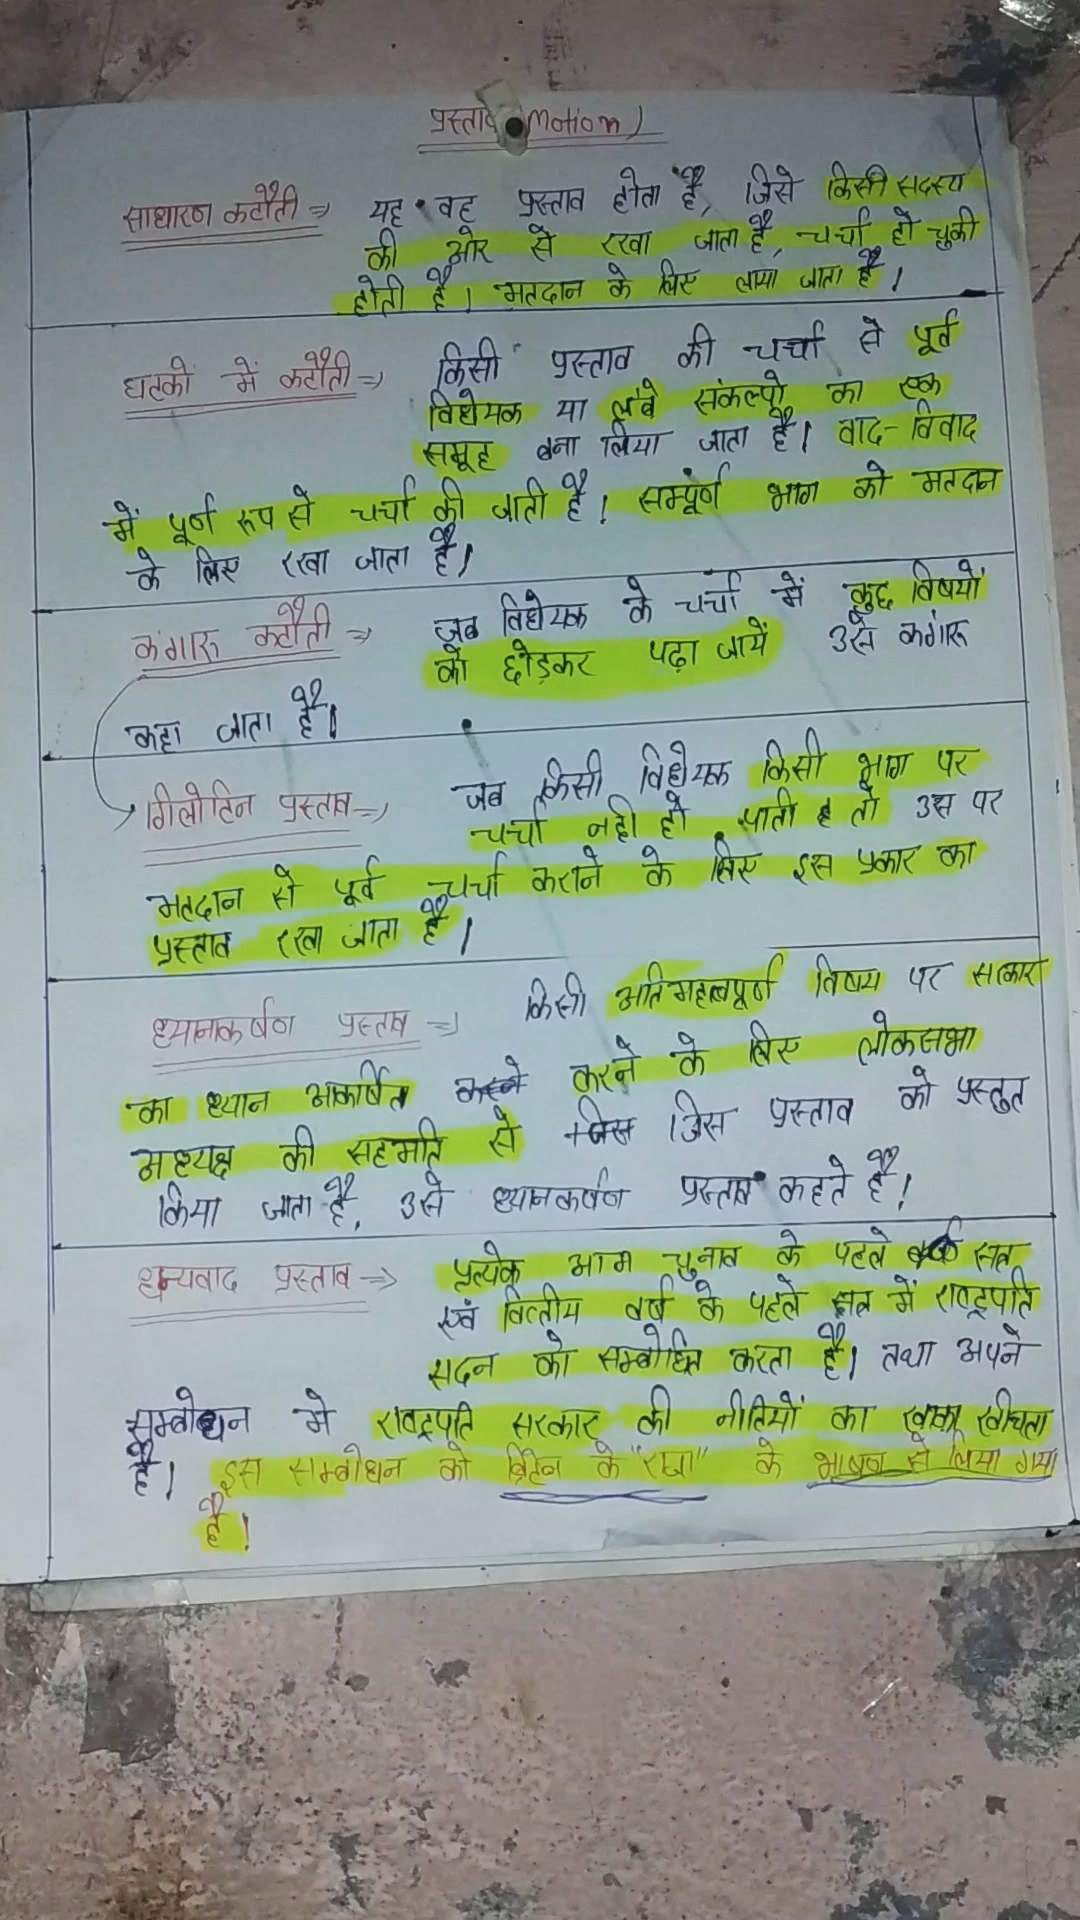 प्रस्ताव (Motion)
साधारण कटौती ⇒ यह वह प्रस्ताव होता है, जिसे किसी सदस्य
की ओर से रखा जाता है, चर्चा हो चुकी
होती है। मतदान के लिए लाया जाता है।
घटको में कटौती ⇒ किसी प्रस्ताव की चर्चा से पूर्व
विधेयक या लंबे संकल्पो का एक
समूह बना लिया जाता है। वाद-विवाद
में पूर्ण रूप से चर्चा की जाती है। सम्पूर्ण भाग को मतदान
के लिए रखा जाता है।
कंगारू कटौती ⇒ जब विधेयक के चर्चा में कुछ विषयों
को छोड़कर पढ़ा जायें उसे कंगारू
कहा जाता है।
गिलोटिन प्रस्ताव ⇒ जब किसी विधेयक किसी भाग पर
चर्चा नही हो पाती है तो उस पर
मतदान से पूर्व चर्चा कराने के लिए इस प्रकार का
प्रस्ताव रखा जाता है।
ध्यानाकर्षण प्रस्ताव ⇒ किसी अतिमहत्वपूर्ण विषय पर सरकार
का ध्यान आकर्षित करने के लिए लोकसभा
अध्यक्ष की सहमति से जिस प्रस्ताव को प्रस्तुत
किया जाता है, उसे ध्यानकर्षण प्रस्ताव कहते है।
धन्यवाद प्रस्ताव ⇒ प्रत्येक आम चुनाव के पहले सत्र
एवं वित्तीय वर्ष के पहले सत्र में राष्ट्रपति
सदन को सम्बोधित करता है। तथा अपने
सम्बोधन मे राष्ट्रपति सरकार की नीतियों का खाका खीचता
है। इस सम्बोधन को ब्रिटेन के "राजा" के भाषण से लिया गया
है।